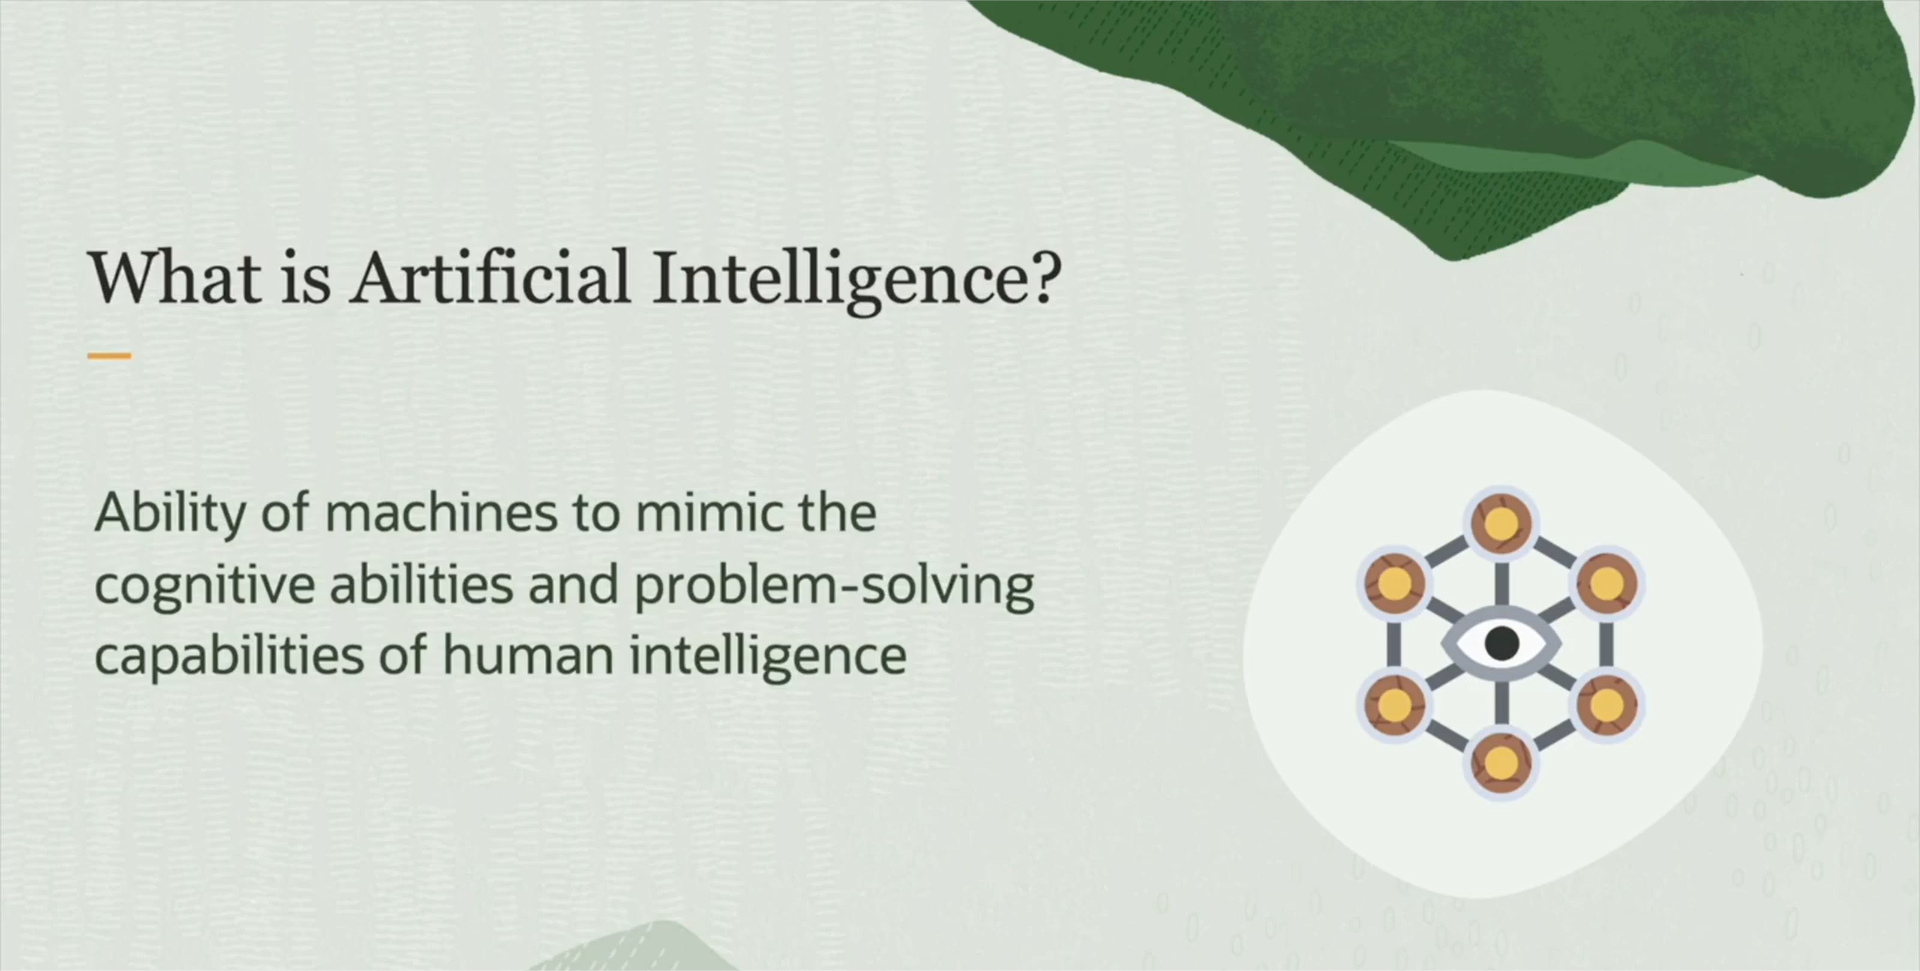 What is Artificial Intelligence?
Ability of machines to mimic the
cognitive abilities and problem-solving
capabilities of human intelligence